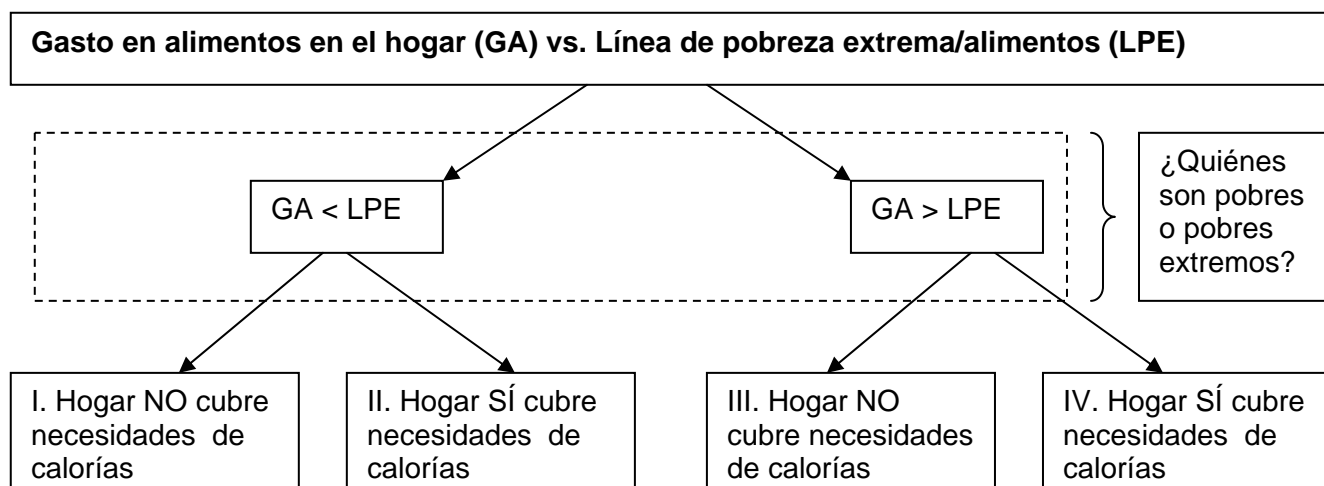 Gasto en alimentos en el hogar (GA) vs. Línea de pobreza extrema/alimentos (LPE)
GA < LPE
GA > LPE
¿Quiénes
son pobres
o pobres
extremos?
I. Hogar NO cubre
necesidades de
calorías
II. Hogar SÍ cubre
necesidades de
calorías
III. Hogar NO
cubre necesidades
de calorías
IV. Hogar SÍ cubre
necesidades de
calorías